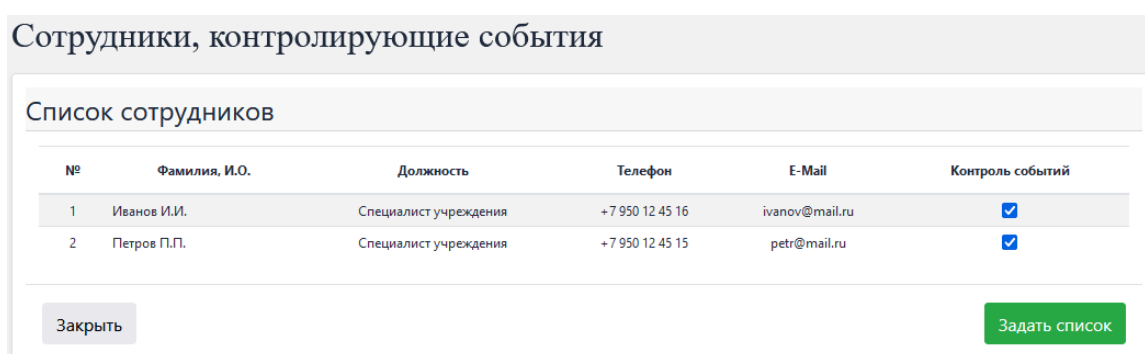 Сотрудники, контролирующие события
Список сотрудников
№ Фамилия, И.О. Должность Телефон E-Mail Контроль событий
1 Иванов И.И. Специалист учреждения +7 950 12 45 16 ivanov@mail.ru
2 Петров П.П. Специалист учреждения +7 950 12 45 15 petr@mail.ru
Закрыть Задать список